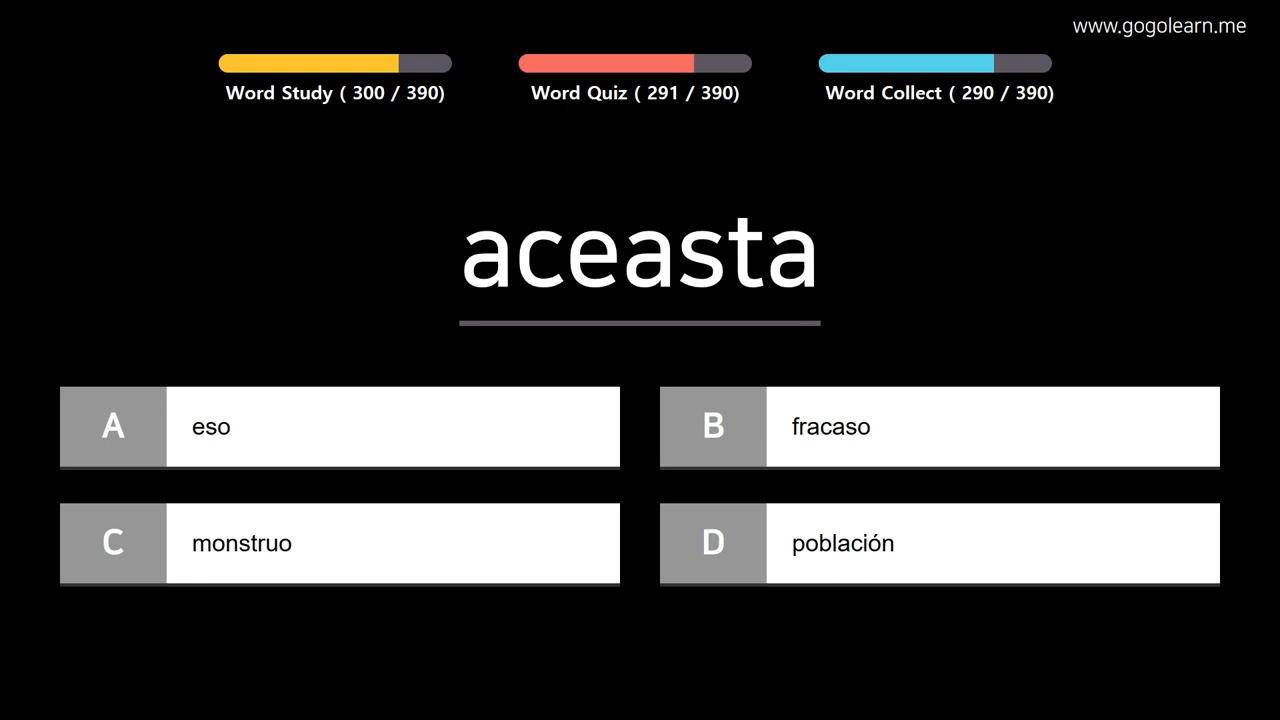 www.gogolearn.me
Word Study ( 300 / 390)
Word Quiz ( 291 / 390)
Word Collect ( 290 / 390)
aceasta
A eso
B fracaso
C monstruo
D población